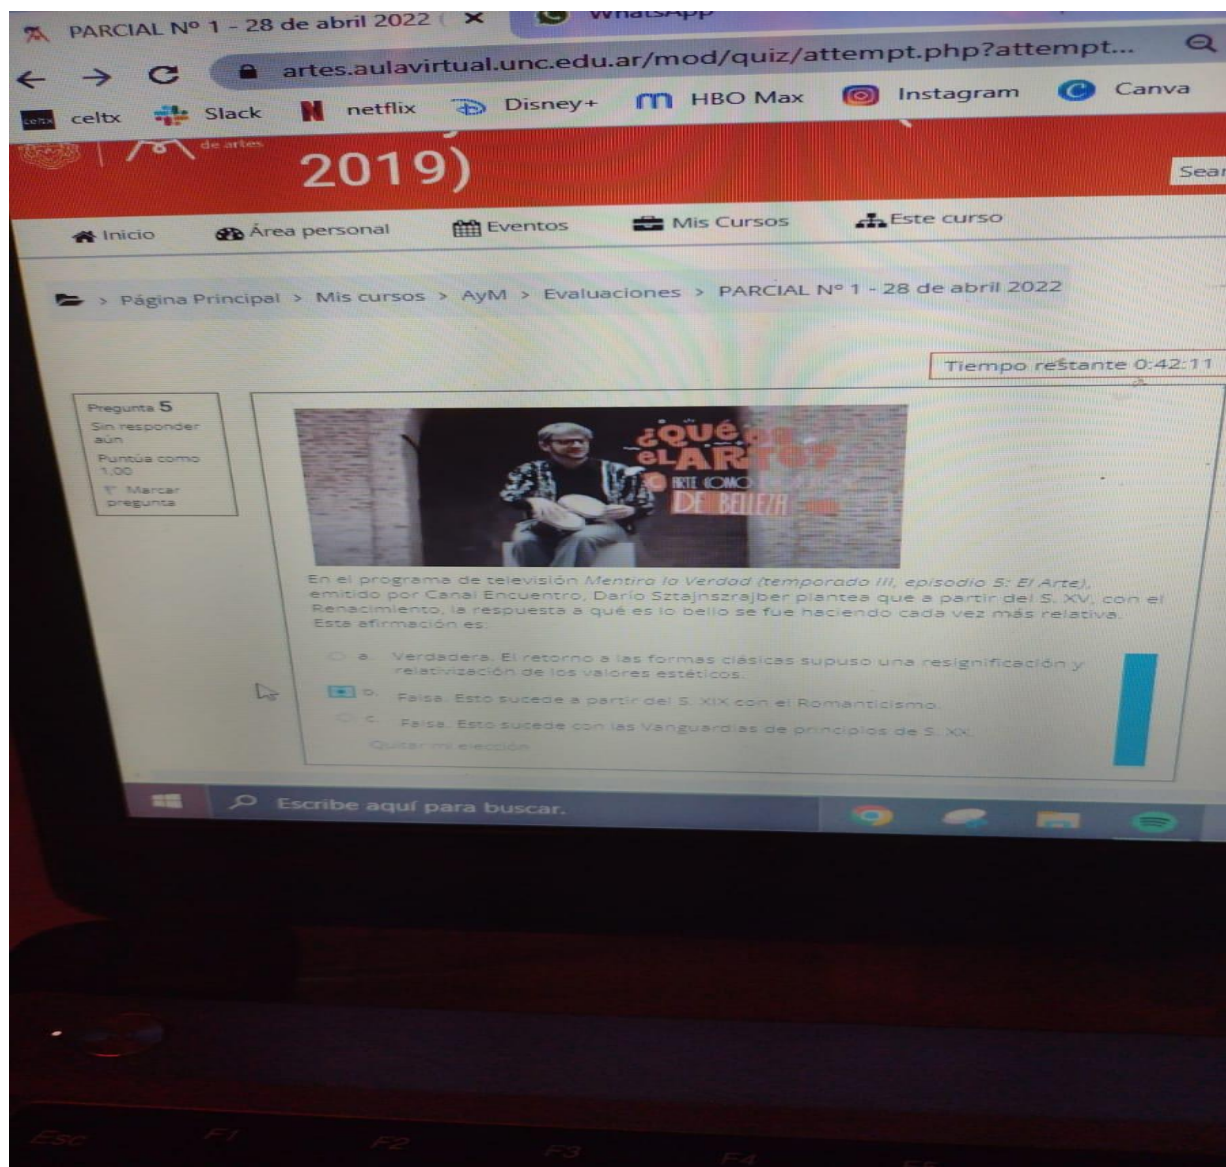 PARCIAL Nº 1 - 28 de abril 2022 (
WhatsApp
artes.aulavirtual.unc.edu.ar/mod/quiz/attempt.php?attempt...
celtx
celtx Slack netflix Disney+ HBO Max Instagram Canva
de artes
2019)
Sear
Inicio Área personal Eventos Mis Cursos Este curso
> Página Principal > Mis cursos > AyM > Evaluaciones > PARCIAL Nº 1 - 28 de abril 2022
Tiempo restante 0:42:11
Pregunta 5
Sin responder
aún
Puntúa como
1,00
Marcar
pregunta
¿QUÉ ES
EL ARTE?
ARTE COMO
DE BELLEZA
En el programa de televisión Mentira la Verdad (temporada III, episodio 5: El Arte),
emitido por Canal Encuentro, Darío Sztajnszrajber plantea que a partir del S. XV, con el
Renacimiento, la respuesta a qué es lo bello se fue haciendo cada vez más relativa.
Esta afirmación es:
a. Verdadera. El retorno a las formas clásicas supuso una resignificación y
relativización de los valores estéticos.
b. Falsa. Esto sucede a partir del S. XIX con el Romanticismo.
c. Falsa. Esto sucede con las Vanguardias de principios de S. XX.
Quitar mi elección
Escribe aquí para buscar.
Esc F1 F2 F3 F4